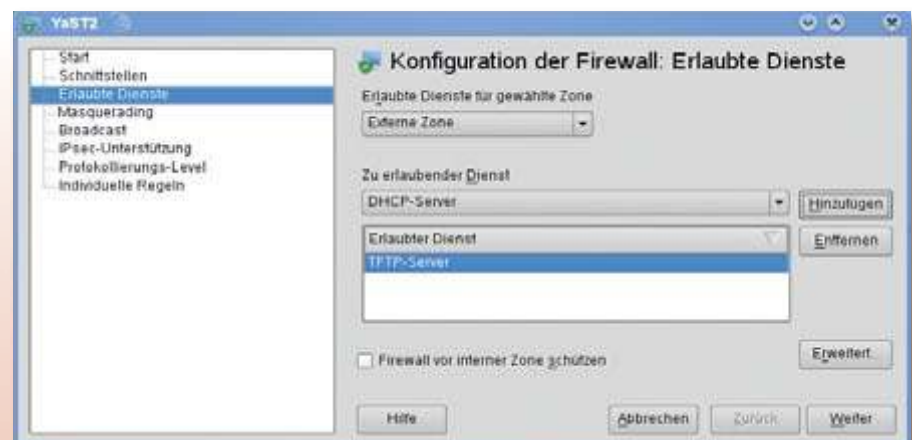 YaST2
Start
Schnittstellen
Erlaubte Dienste
Masquerading
Broadcast
IPsec-Unterstützung
Protokollierungs-Level
Individuelle Regeln
Konfiguration der Firewall: Erlaubte Dienste
Erlaubte Dienste für gewählte Zone
Externe Zone
Zu erlaubender Dienst
DHCP-Server
Hinzufügen
Erlaubter Dienst
Entfernen
TFTP-Server
Firewall vor interner Zone schützen
Erweitert
Hilfe
Abbrechen
Zurück
Weiter